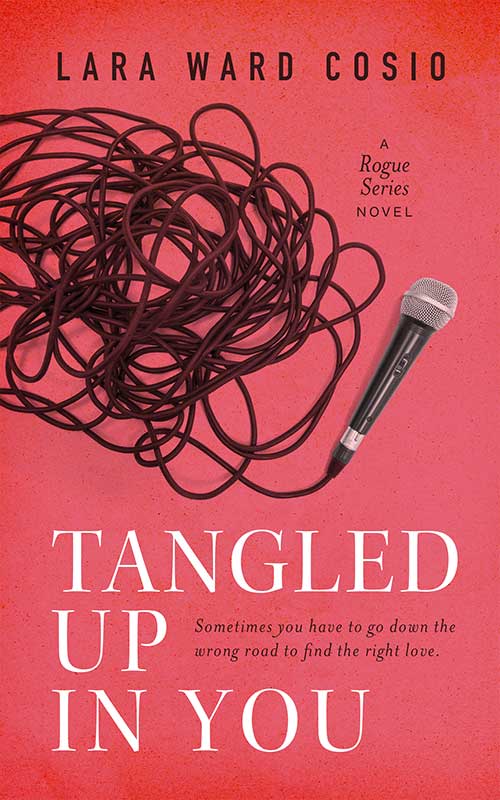 LARA WARD COSIO
A
Rogue
Series
NOVEL
TANGLED
UP
Sometimes you have to go down the
wrong road to find the right love.
IN YOU